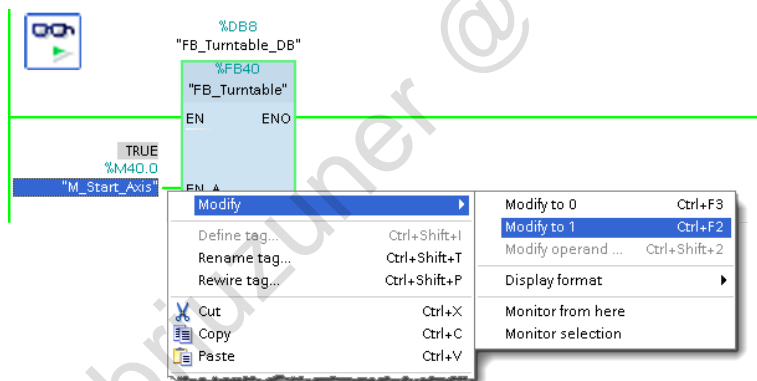 %DB8
"FB_Turntable_DB"
%FB40
"FB_Turntable"
EN ENO
TRUE
%M40.0
"M_Start_Axis"
EN_A
Modify
Define tag... Ctrl+Shift+I
Rename tag... Ctrl+Shift+T
Rewire tag... Ctrl+Shift+P
Cut Ctrl+X
Copy Ctrl+C
Paste Ctrl+V
Modify to 0 Ctrl+F3
Modify to 1 Ctrl+F2
Modify operand ... Ctrl+Shift+2
Display format
Monitor from here
Monitor selection
briuzuner @